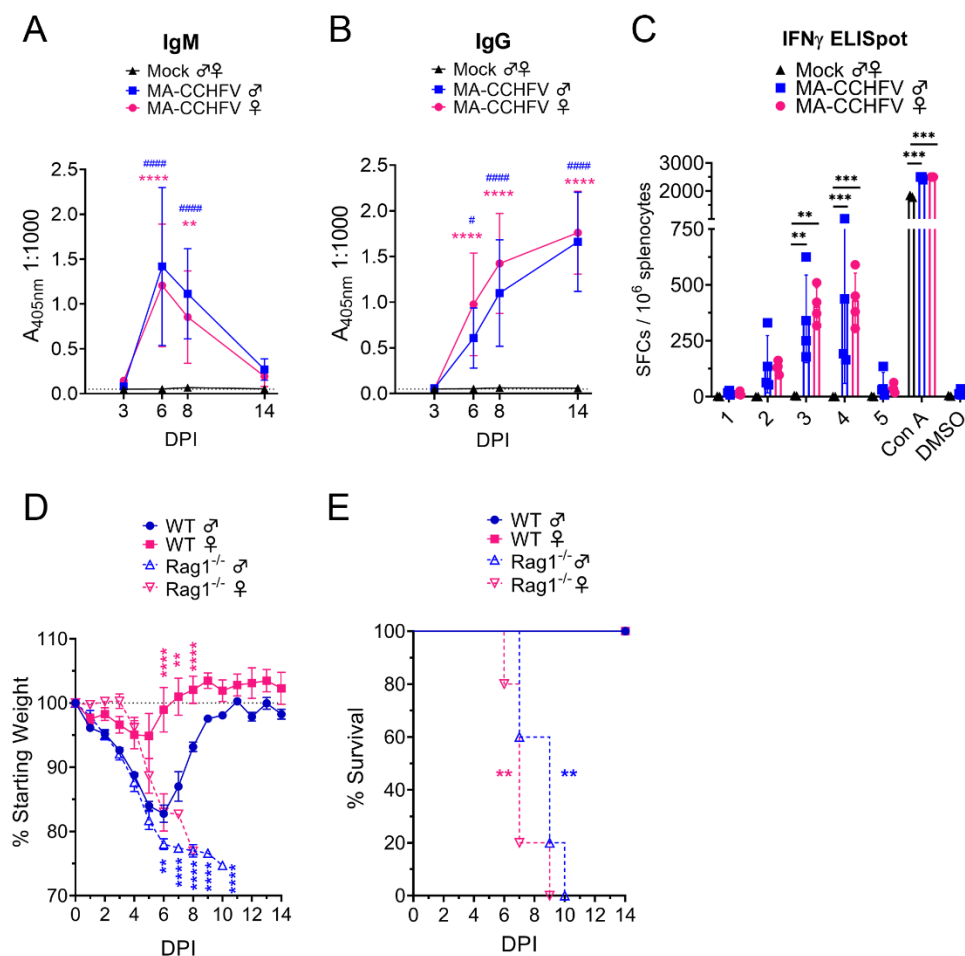 A
IgM
Mock ♂♀
MA-CCHFV ♂
MA-CCHFV ♀
####
****
####
**
2.5
2.0
1.5
1.0
0.5
0.0
A405nm 1:1000
3 6 8 14
DPI
B
IgG
Mock ♂♀
MA-CCHFV ♂
MA-CCHFV ♀
#
****
####
****
####
****
2.5
2.0
1.5
1.0
0.5
0.0
A405nm 1:1000
3 6 8 14
DPI
C
IFNγ ELISpot
Mock ♂♀
MA-CCHFV ♂
MA-CCHFV ♀
**
**
***
***
***
***
3000
2000
750
500
250
0
SFCs / 10⁶ splenocytes
1 2 3 4 5 Con A DMSO
D
WT ♂
WT ♀
Rag1-/- ♂
Rag1-/- ♀
110
100
90
80
70
% Starting Weight
**** ** ****
** **** **** **** ****
0 2 4 6 8 10 12 14
DPI
E
WT ♂
WT ♀
Rag1-/- ♂
Rag1-/- ♀
100
80
60
40
20
0
% Survival
** **
0 2 4 6 8 10 14
DPI